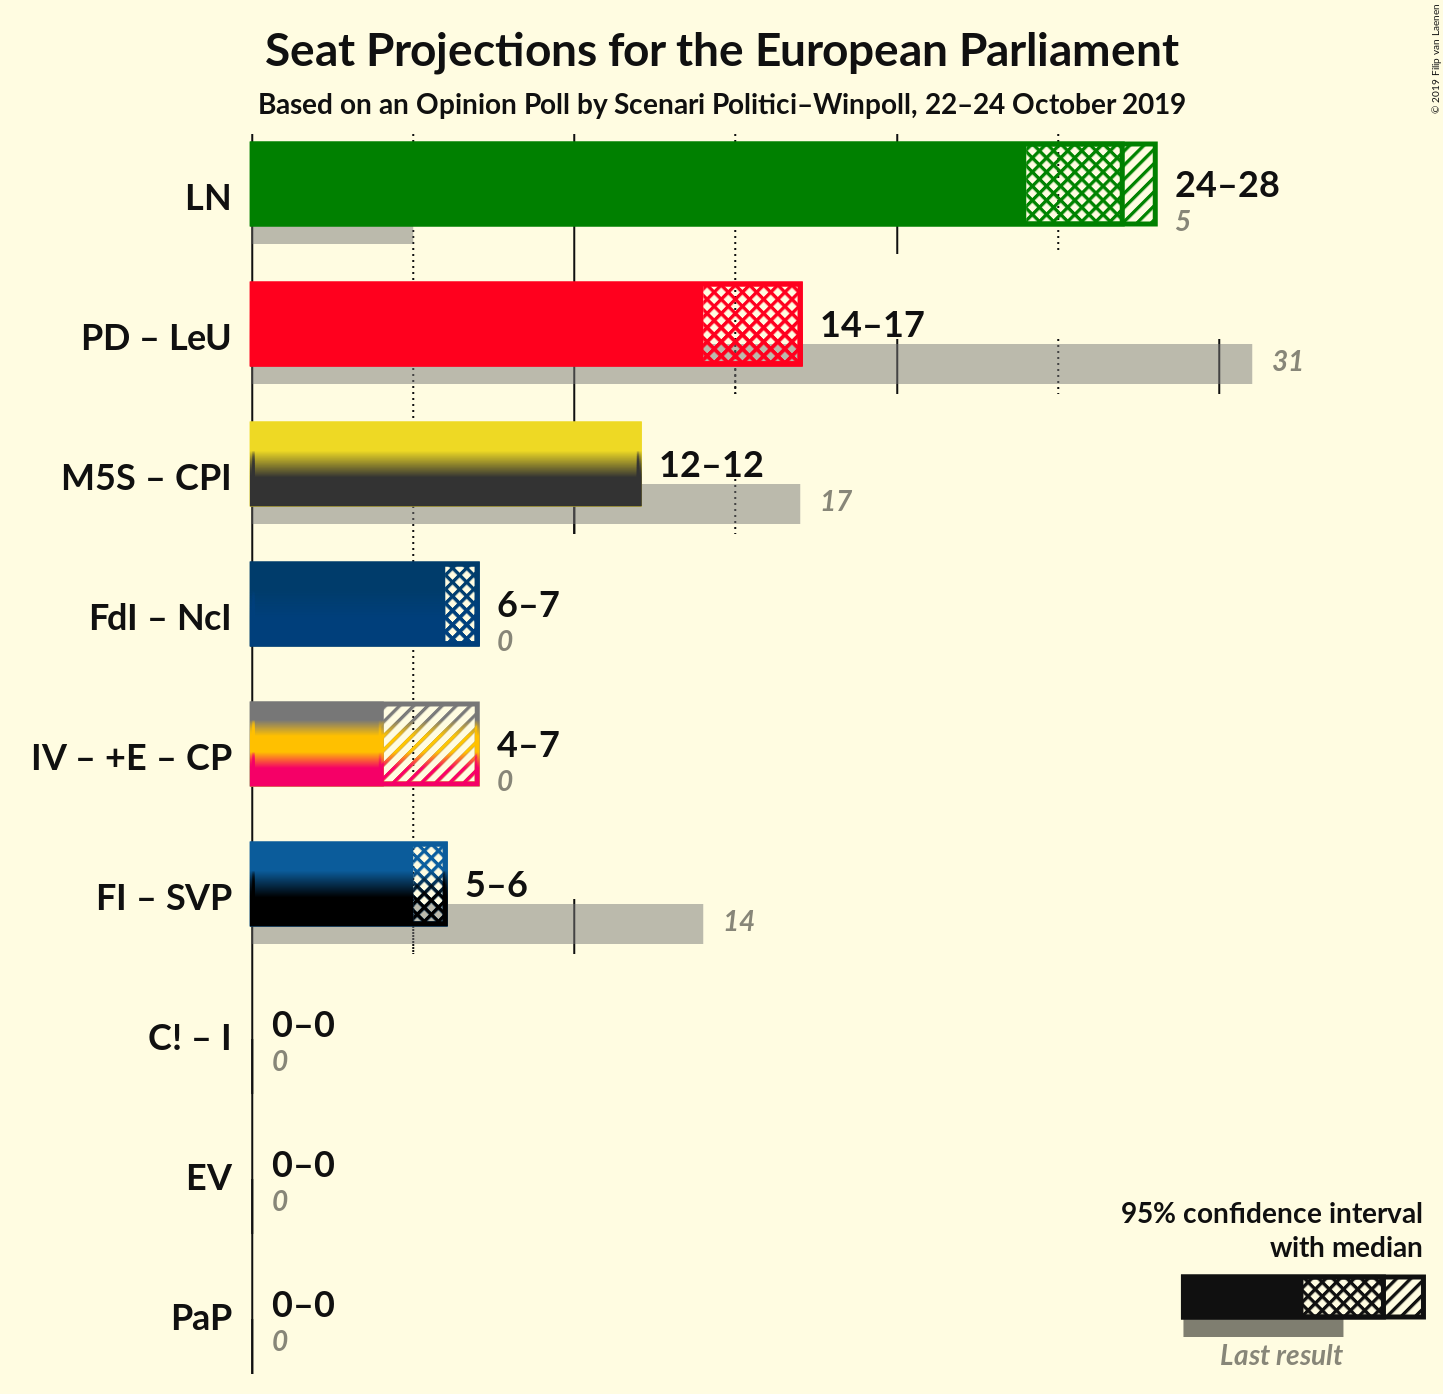 Seat Projections for the European Parliament
Based on an Opinion Poll by Scenari Politici–Winpoll, 22–24 October 2019
© 2019 Filip van Laenen
LN
24–28
5
PD – LeU
14–17
31
M5S – CPI
12–12
17
FdI – NcI
6–7
0
IV – +E – CP
4–7
0
FI – SVP
5–6
14
C! – I
0–0
0
EV
0–0
0
PaP
0–0
0
95% confidence interval
with median
Last result